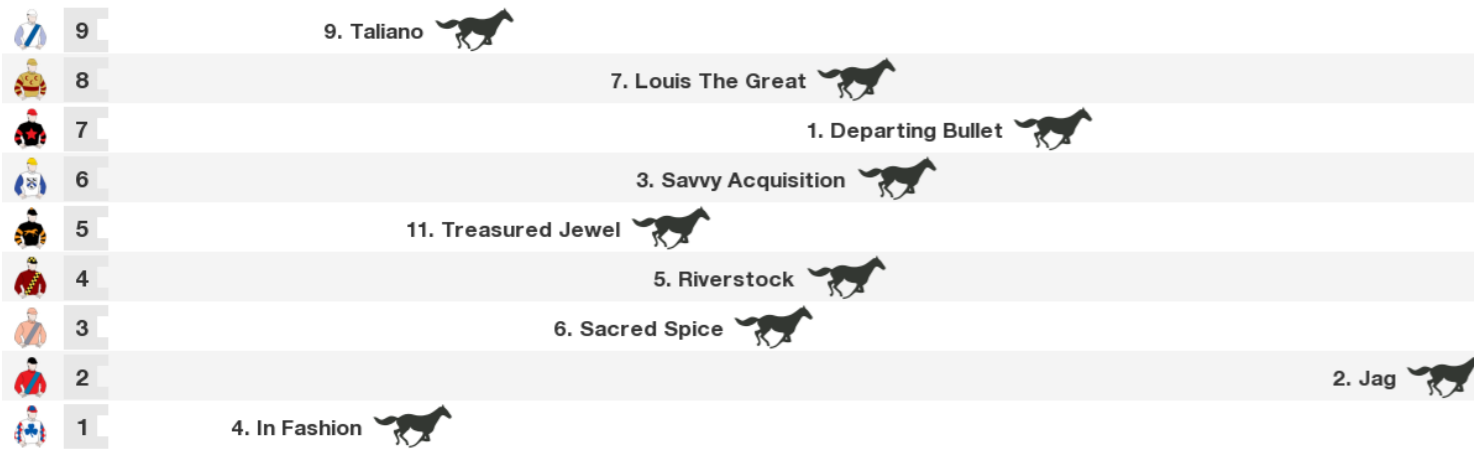 9 9. Taliano
8 7. Louis The Great
7 1. Departing Bullet
6 3. Savvy Acquisition
5 11. Treasured Jewel
4 5. Riverstock
3 6. Sacred Spice
2 2. Jag
1 4. In Fashion